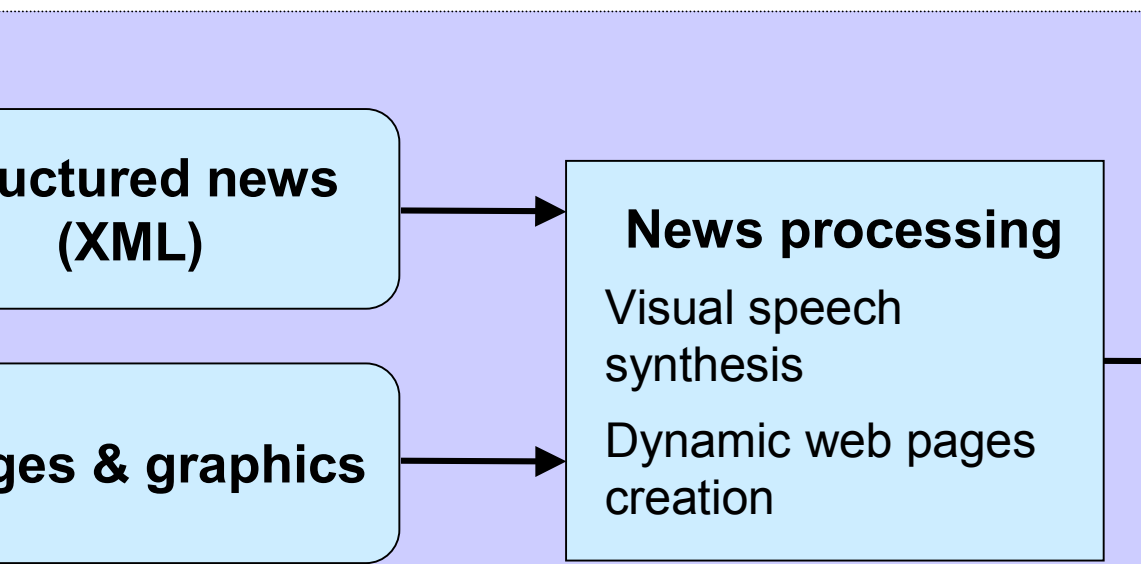 uctured news
(XML)
ges & graphics
News processing
Visual speech
synthesis
Dynamic web pages
creation